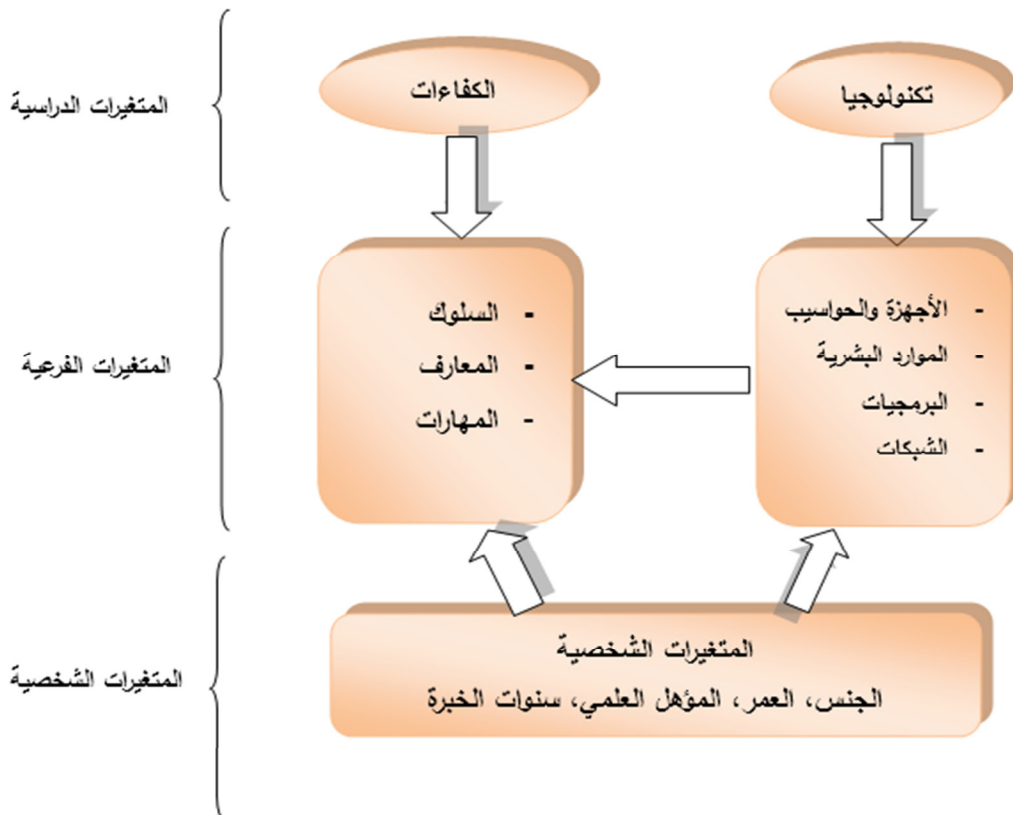 تكنولوجيا
الكفاءات
المتغيرات الدراسية
- الأجهزة والحواسيب
- الموارد البشرية
- البرمجيات
- الشبكات
- السلوك
- المعارف
- المهارات
المتغيرات الفرعية
المتغيرات الشخصية
الجنس، العمر، المؤهل العلمي، سنوات الخبرة
المتغيرات الشخصية